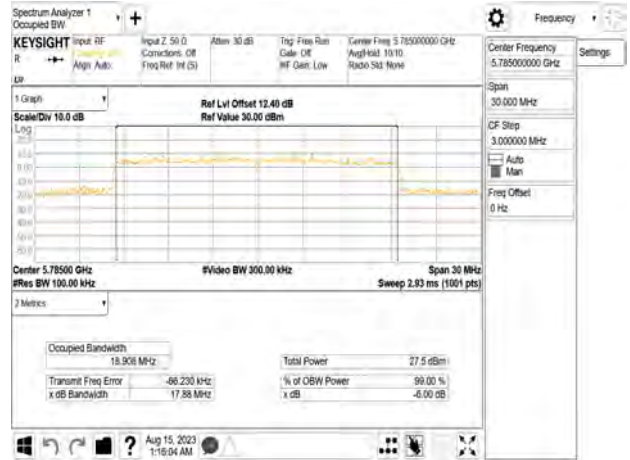 Spectrum Analyzer 1
Occupied BW
Frequency
KEYSIGHT
Input: RF
Align: Auto
Input Z: 50 Ω
Corrections: Off
Freq Ref: Int (S)
Atten: 30 dB
Trig: Free Run
Gate: Off
#IF Gain: Low
Center Freq: 5.785000000 GHz
Avg|Hold: 10/10
Radio Std: None
R
Center Frequency
5.785000000 GHz
Settings
Span
30.000 MHz
CF Step
3.000000 MHz
Auto
Man
Freq Offset
0 Hz
1 Graph
Scale/Div 10.0 dB
Ref Lvl Offset 12.40 dB
Ref Value 30.00 dBm
Log
Center 5.78500 GHz
#Res BW 100.00 kHz
#Video BW 300.00 kHz
Span 30 MHz
Sweep 2.93 ms (1001 pts)
2 Metrics
Occupied Bandwidth
18.908 MHz
Total Power 27.5 dBm
Transmit Freq Error -66.230 kHz
% of OBW Power 99.00 %
x dB Bandwidth 17.88 MHz
x dB -6.00 dB
Aug 15, 2023
1:16:04 AM